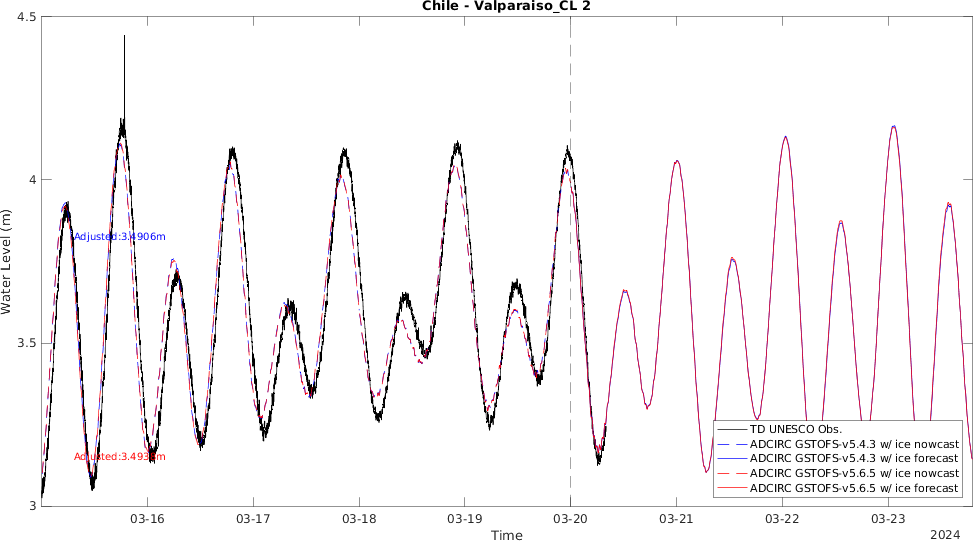 Chile - Valparaiso_CL 2
4.5
4
3.5
3
Water Level (m)
Adjusted:3.4906m
TD UNESCO Obs.
ADCIRC GSTOFS-v5.4.3 w/ ice nowcast
ADCIRC GSTOFS-v5.4.3 w/ ice forecast
ADCIRC GSTOFS-v5.6.5 w/ ice nowcast
ADCIRC GSTOFS-v5.6.5 w/ ice forecast
03-16 03-17 03-18 03-19 03-20 03-21 03-22 03-23
Time
2024